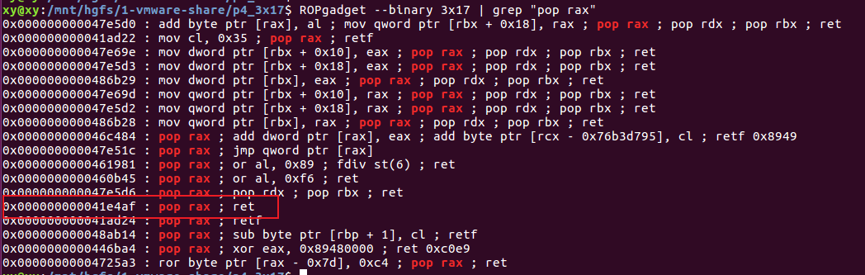 xy@xy:/mnt/hgfs/1-vmware-share/p4_3x17$ ROPgadget --binary 3x17 | grep "pop rax"
0x000000000047e5d0 : add byte ptr [rax], al ; mov qword ptr [rbx + 0x18], rax ; pop rax ; pop rdx ; pop rbx ; ret
0x000000000041ad22 : mov cl, 0x35 ; pop rax ; retf
0x000000000047e69e : mov dword ptr [rbx + 0x10], eax ; pop rax ; pop rdx ; pop rbx ; ret
0x000000000047e5d3 : mov dword ptr [rbx + 0x18], eax ; pop rax ; pop rdx ; pop rbx ; ret
0x0000000000486b29 : mov dword ptr [rbx], eax ; pop rax ; pop rdx ; pop rbx ; ret
0x000000000047e69d : mov qword ptr [rbx + 0x10], rax ; pop rax ; pop rdx ; pop rbx ; ret
0x000000000047e5d2 : mov qword ptr [rbx + 0x18], rax ; pop rax ; pop rdx ; pop rbx ; ret
0x0000000000486b28 : mov qword ptr [rbx], rax ; pop rax ; pop rdx ; pop rbx ; ret
0x000000000046c484 : pop rax ; add dword ptr [rax], eax ; add byte ptr [rcx - 0x76b3d795], cl ; retf 0x8949
0x000000000047e51c : pop rax ; jmp qword ptr [rax]
0x0000000000461981 : pop rax ; or al, 0x89 ; fdiv st(6) ; ret
0x0000000000460b45 : pop rax ; or al, 0xf6 ; ret
0x000000000047e5d6 : pop rax ; pop rdx ; pop rbx ; ret
0x000000000041e4af : pop rax ; ret
0x000000000041ad24 : pop rax ; retf
0x000000000048ab14 : pop rax ; sub byte ptr [rbp + 1], cl ; retf
0x0000000000446ba4 : pop rax ; xor eax, 0x89480000 ; ret 0xc0e9
0x00000000004725a3 : ror byte ptr [rax - 0x7d], 0xc4 ; pop rax ; ret
xy@xy:/mnt/hgfs/1-vmware-share/p4_3x17$